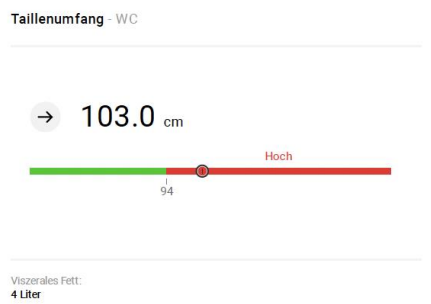 Taillenumfang - WC
103.0 cm
Hoch
94
Viszerales Fett:
4 Liter